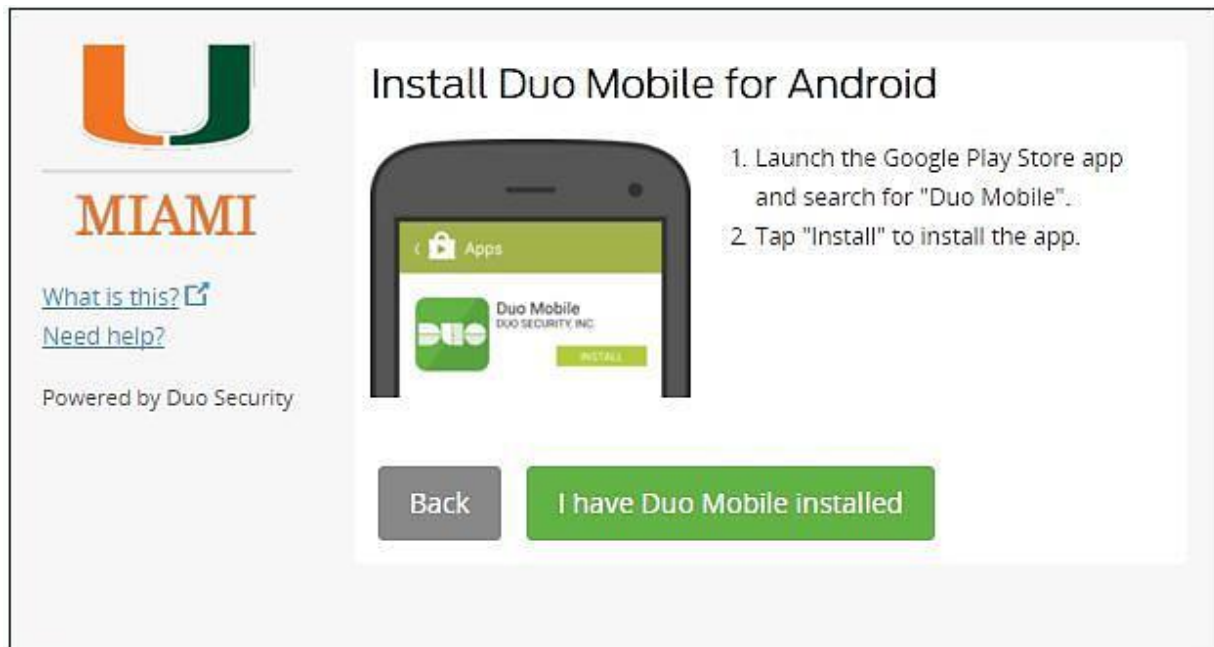 MIAMI
What is this?
Need help?
Powered by Duo Security
Install Duo Mobile for Android
Apps
Duo Mobile
DUO SECURITY, INC.
DUO
INSTALL
1. Launch the Google Play Store app
and search for "Duo Mobile".
2. Tap "Install" to install the app.
Back
I have Duo Mobile installed